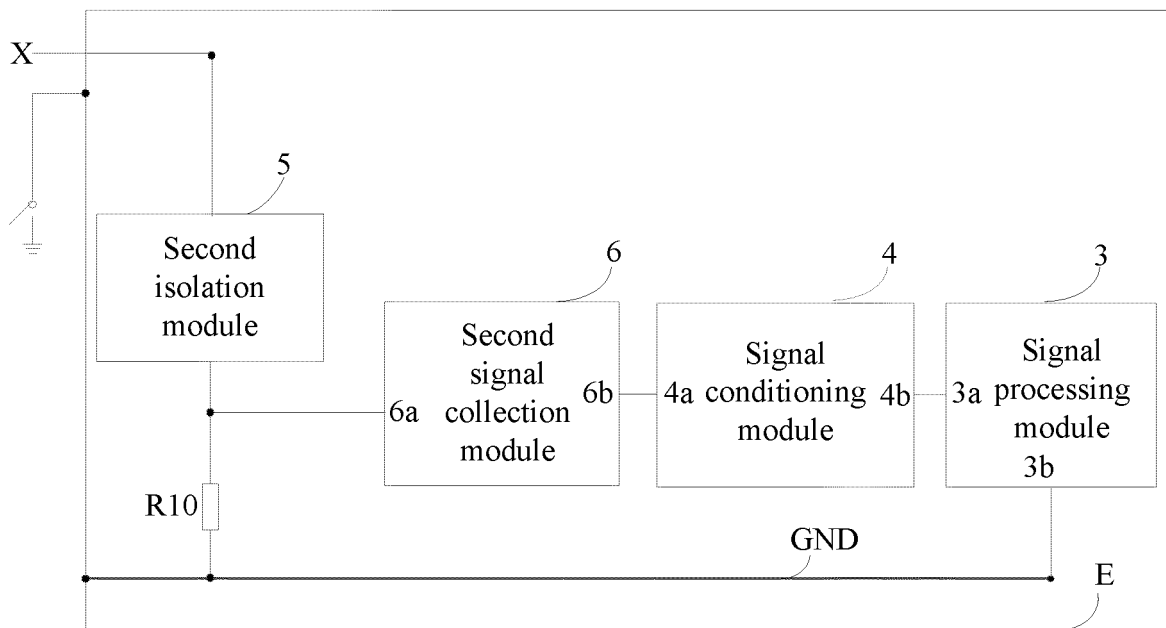 X
5
Second
isolation
module
6
4
3
Second
signal
collection
module
6a
6b
Signal
conditioning
module
4a
4b
Signal
processing
module
3a
3b
R10
GND
E